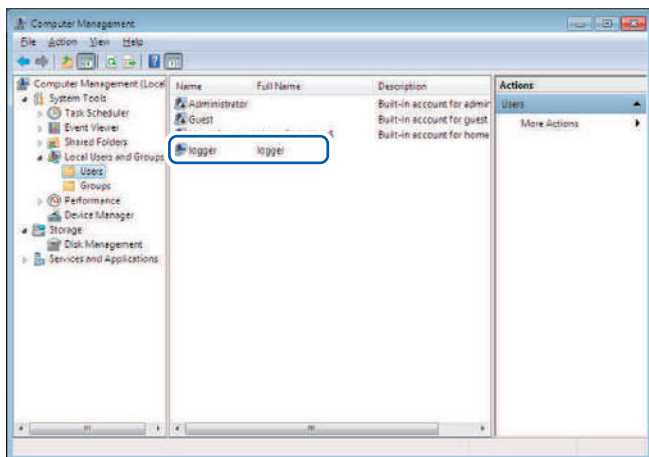 Computer Management
File Action View Help
Computer Management (Local
System Tools
Task Scheduler
Event Viewer
Shared Folders
Local Users and Groups
Users
Groups
Performance
Device Manager
Storage
Disk Management
Services and Applications
Name Full Name Description
Administrator Built-in account for admin
Guest Built-in account for guest
Built-in account for home
logger logger
Actions
Users
More Actions